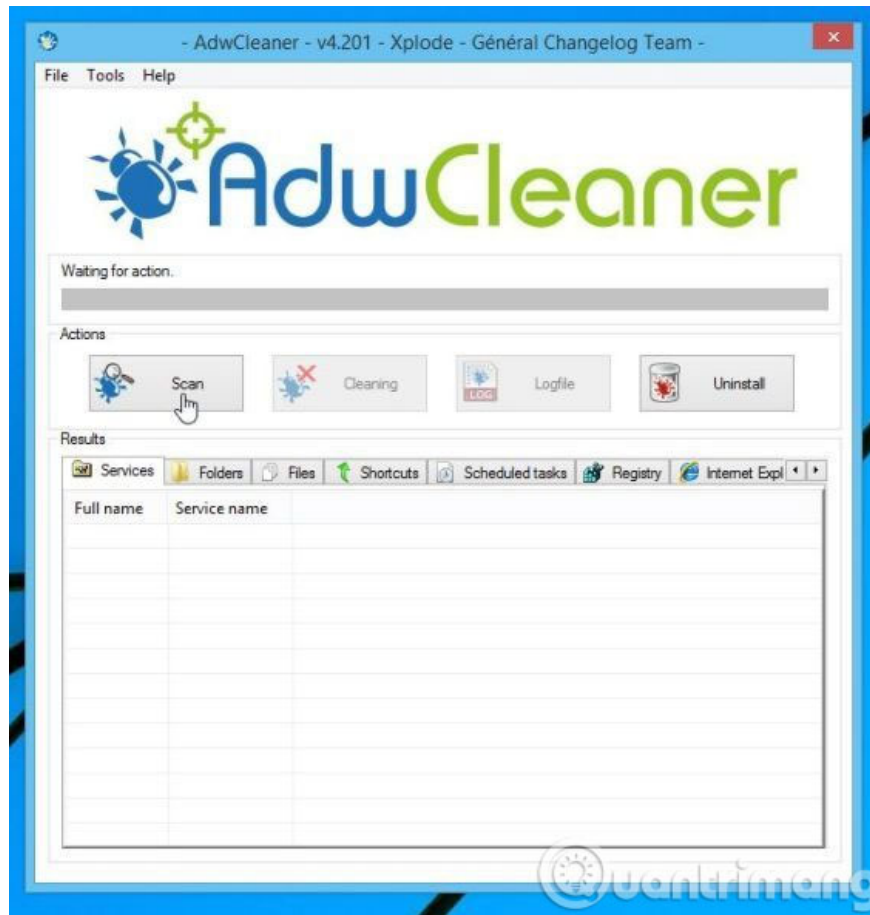 - AdwCleaner - v4.201 - Xplode - Général Changelog Team -
File Tools Help
AdwCleaner
Waiting for action.
Actions
Scan Cleaning LOG Logfile Uninstall
Results
Services Folders Files Shortcuts Scheduled tasks Registry Internet Expl
Full name Service name
Quantrimang